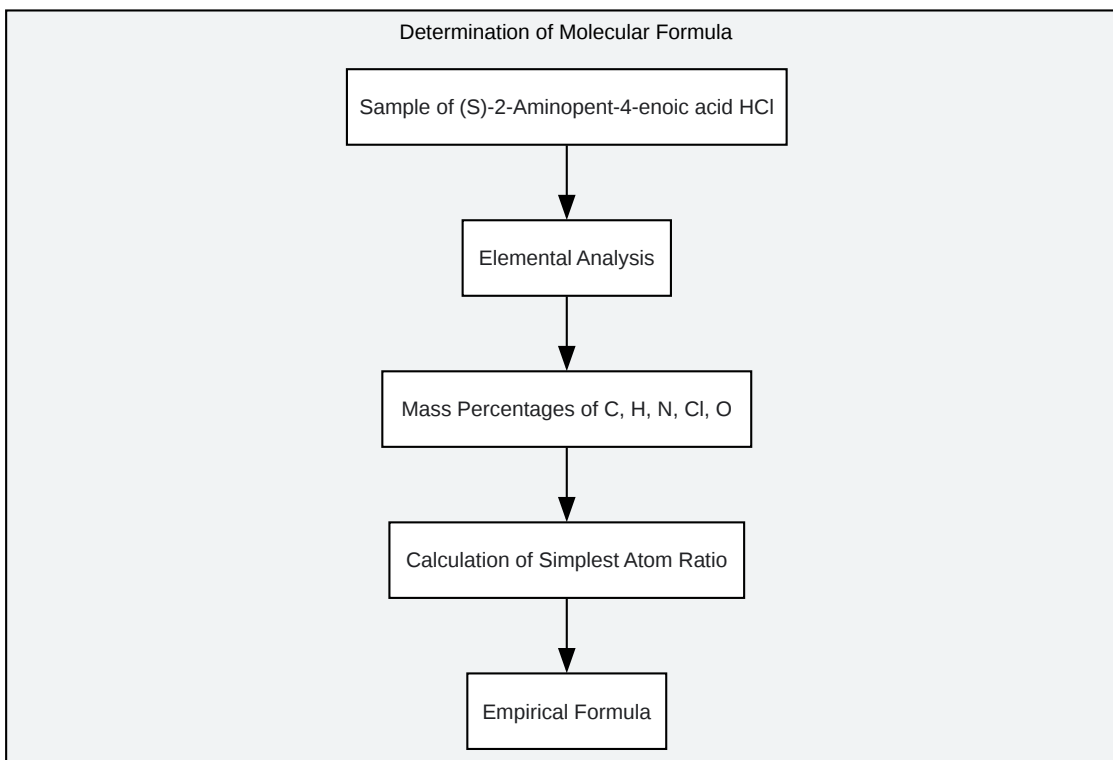 Determination of Molecular Formula
Sample of (S)-2-Aminopent-4-enoic acid HCl
Elemental Analysis
Mass Percentages of C, H, N, Cl, O
Calculation of Simplest Atom Ratio
Empirical Formula